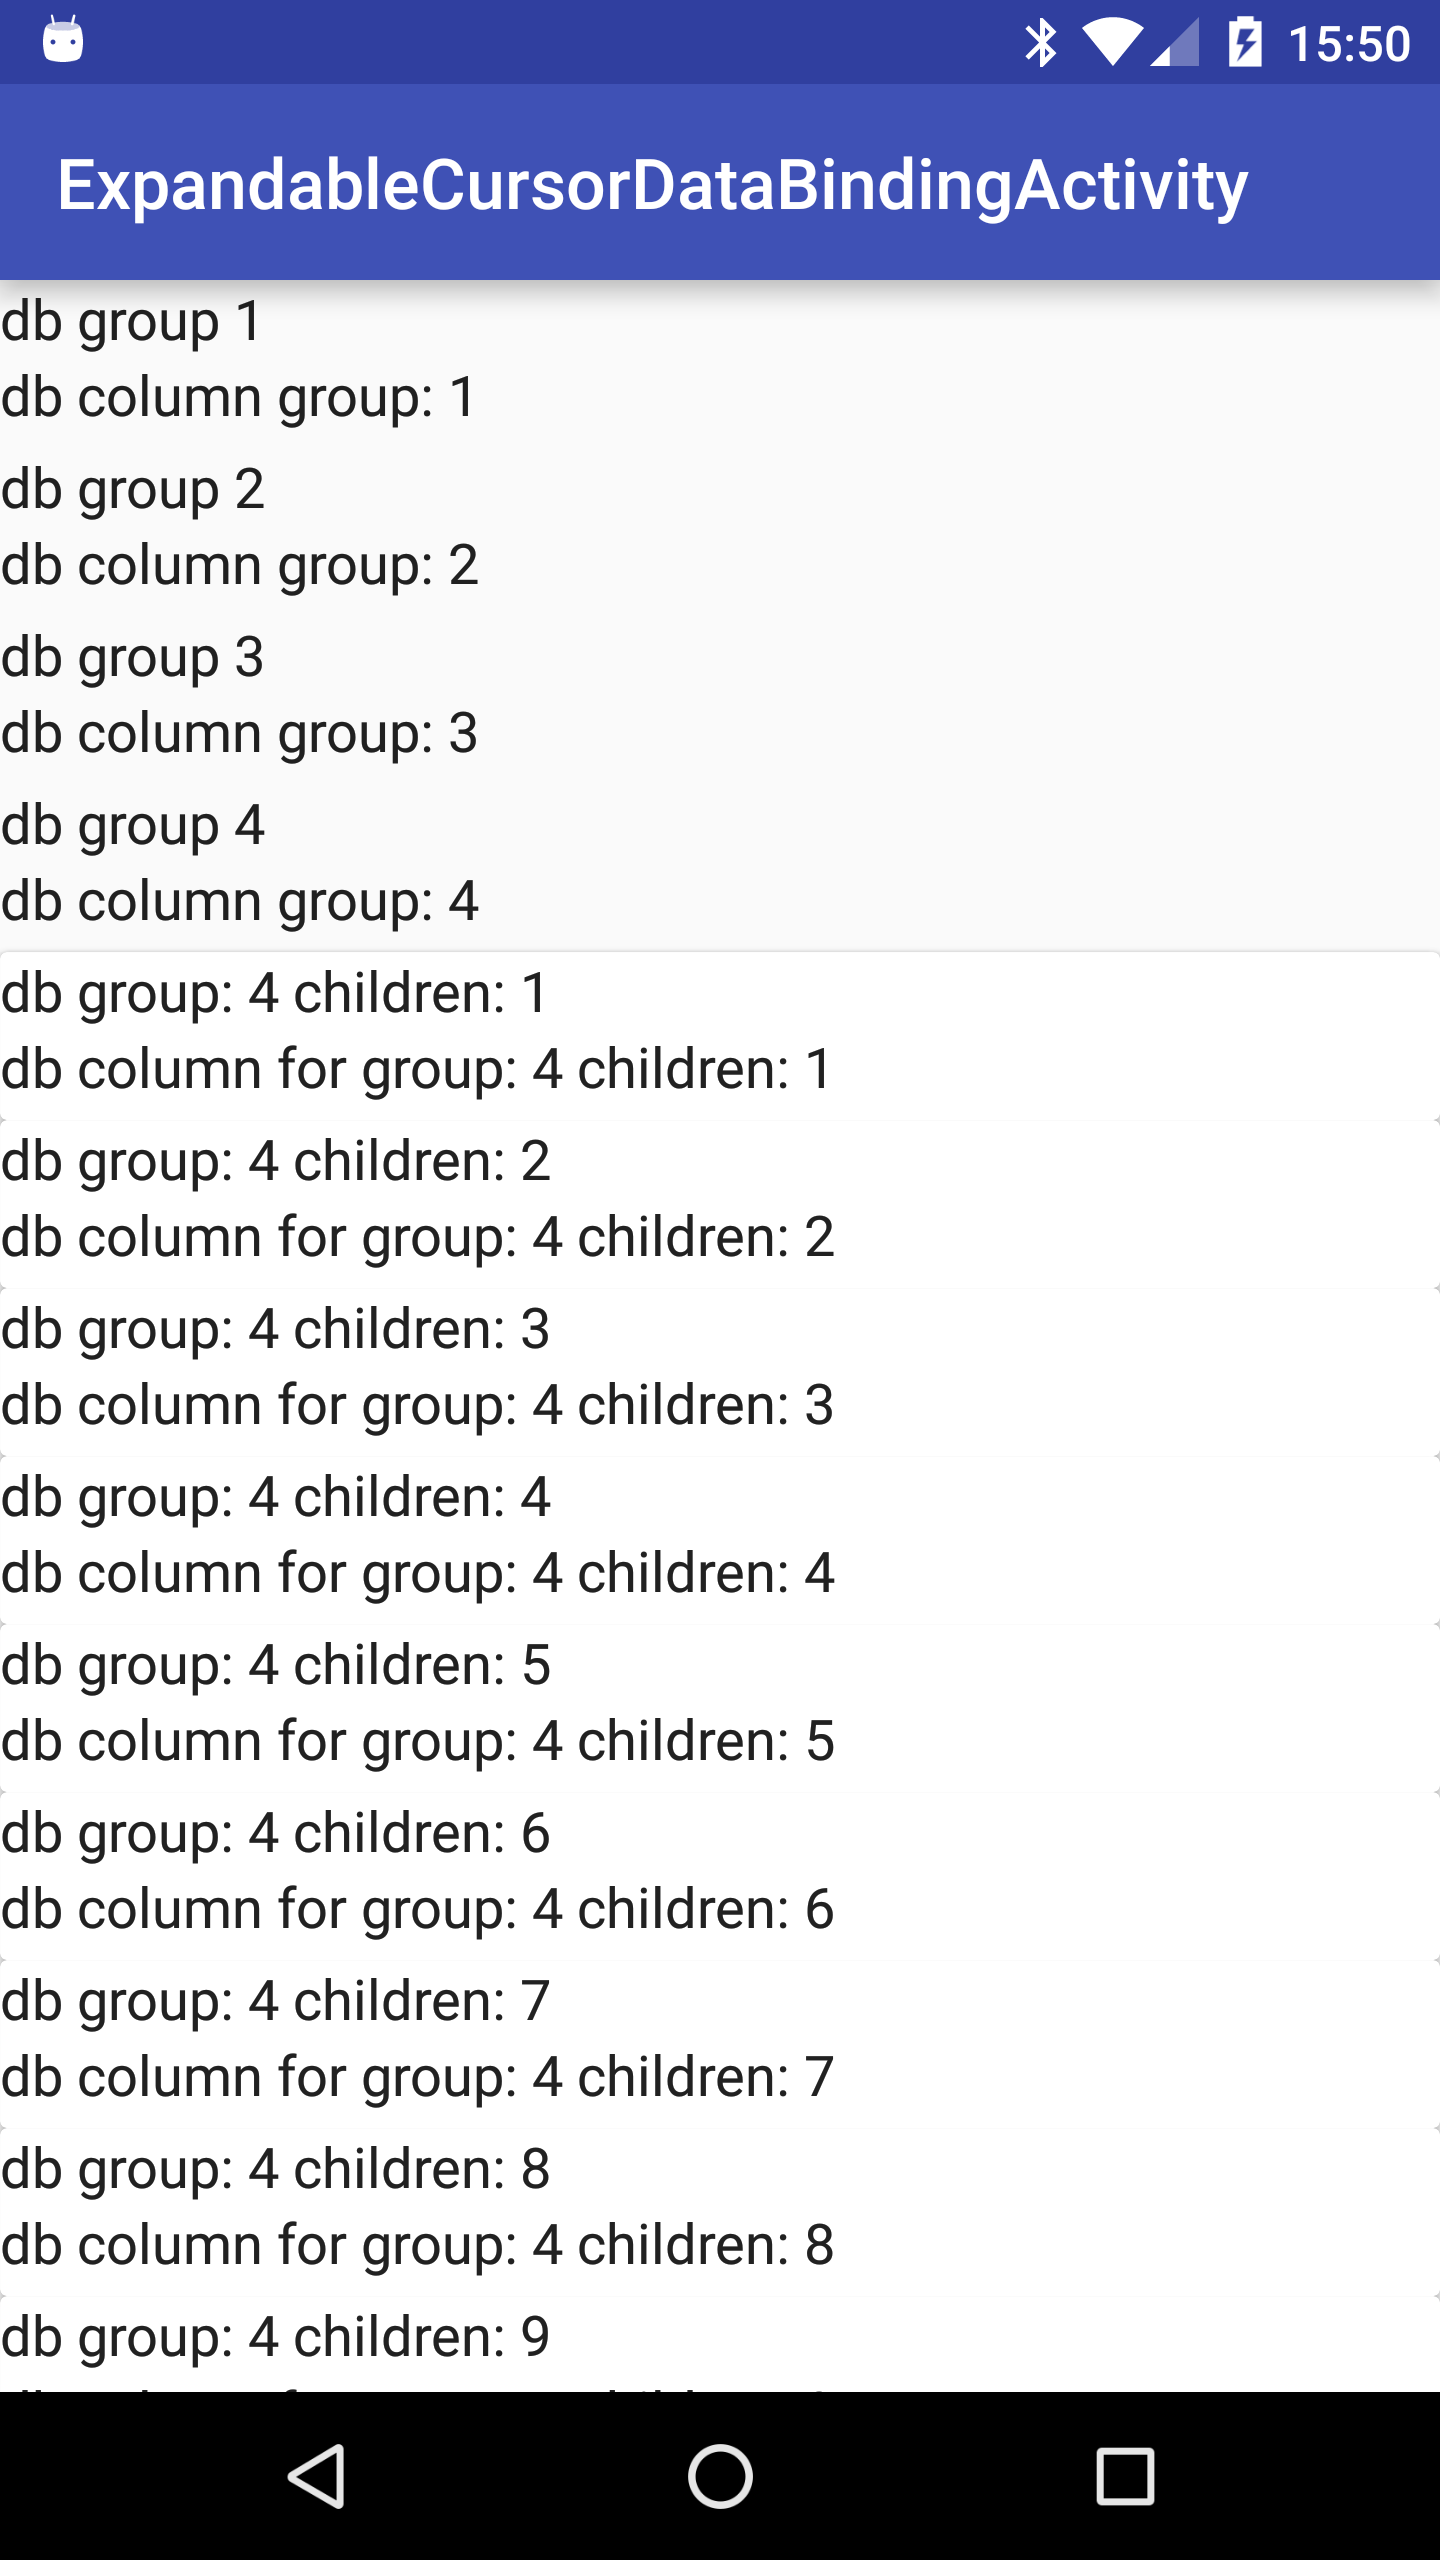 15:50
ExpandableCursorDataBindingActivity
db group 1
db column group: 1
db group 2
db column group: 2
db group 3
db column group: 3
db group 4
db column group: 4
db group: 4 children: 1
db column for group: 4 children: 1
db group: 4 children: 2
db column for group: 4 children: 2
db group: 4 children: 3
db column for group: 4 children: 3
db group: 4 children: 4
db column for group: 4 children: 4
db group: 4 children: 5
db column for group: 4 children: 5
db group: 4 children: 6
db column for group: 4 children: 6
db group: 4 children: 7
db column for group: 4 children: 7
db group: 4 children: 8
db column for group: 4 children: 8
db group: 4 children: 9